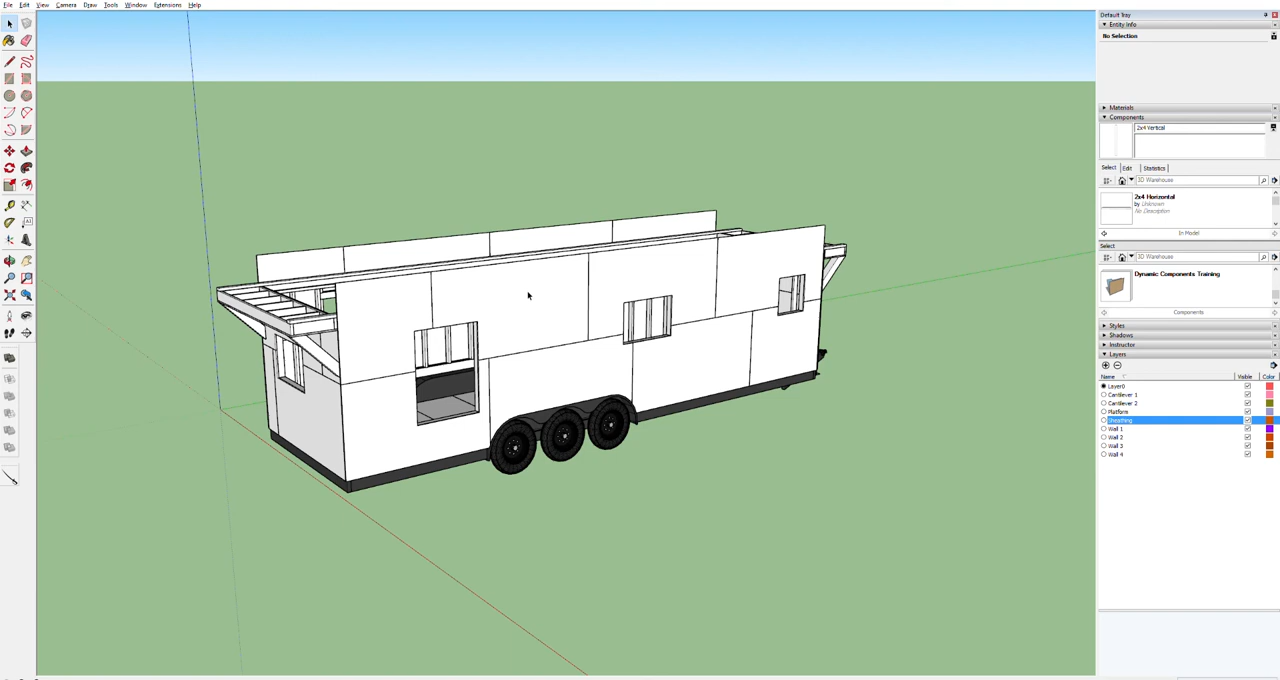 File Edit View Camera Draw Tools Window Extensions Help
Default Tray
Entity Info
No Selection
Materials
Components
2x4 Vertical
Select Edit Statistics
3D Warehouse
2x4 Horizontal
by Unknown
No Description
In Model
Select
3D Warehouse
Dynamic Components Training
Components
Styles
Shadows
Instructor
Layers
Name Visible Color
Layer0
Cantilever 1
Cantilever 2
Platform
Sheathing
Wall 1
Wall 2
Wall 3
Wall 4